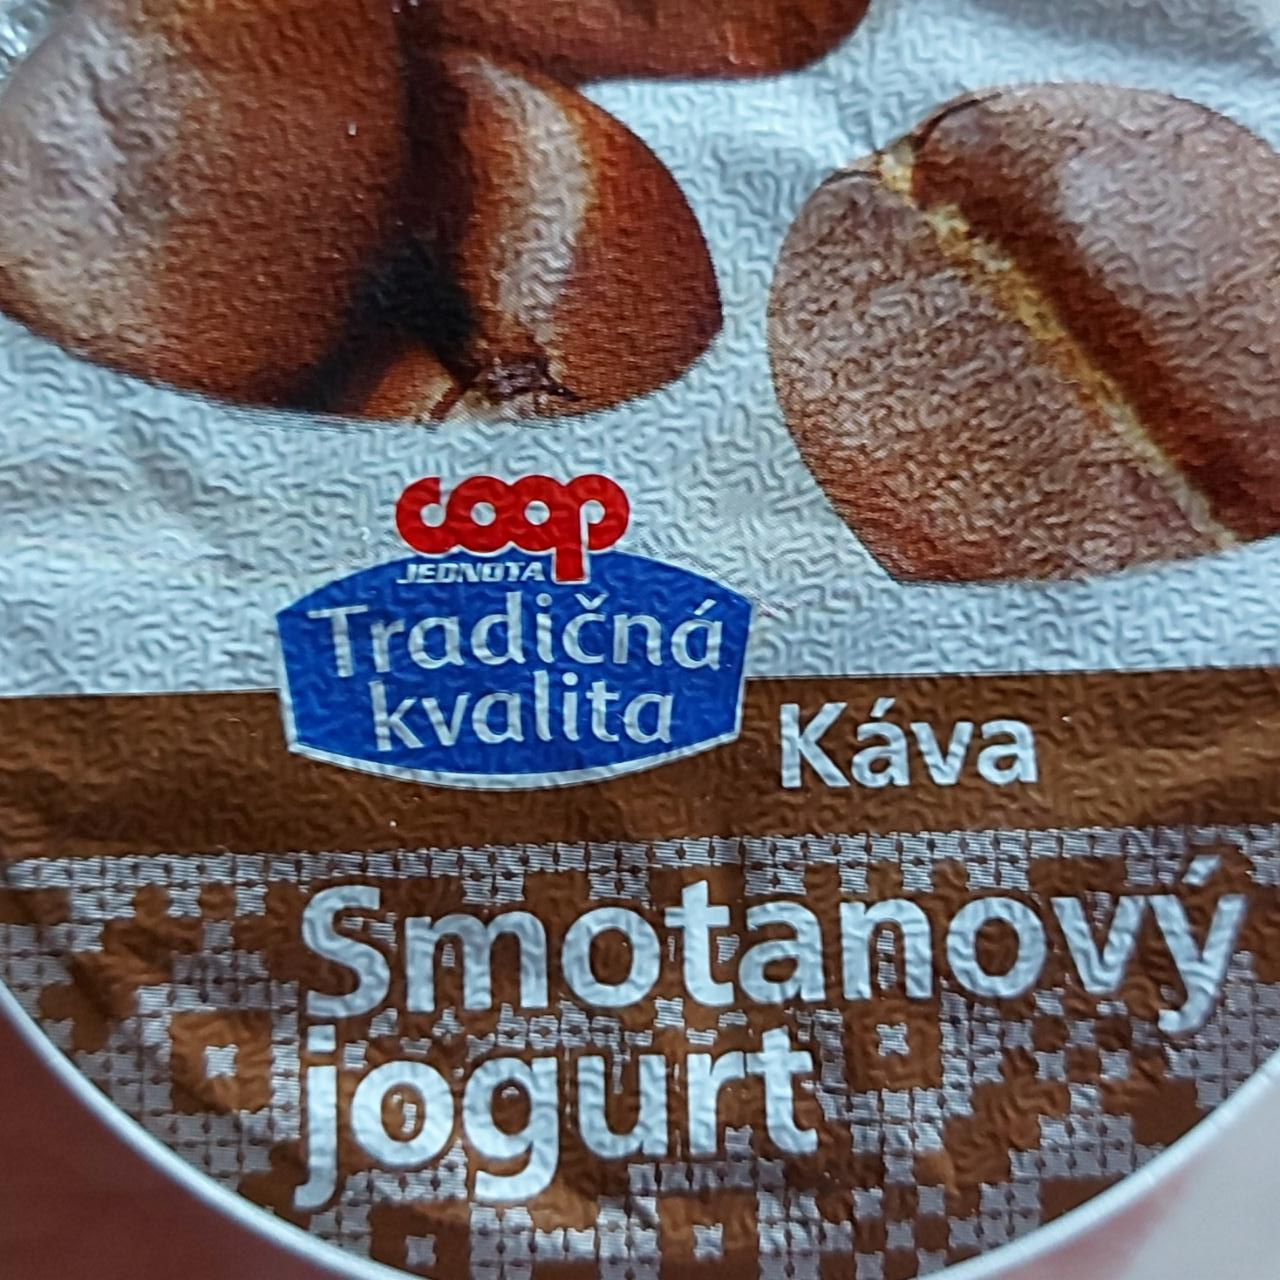 coop
JEDNOTA
Tradičná
kvalita
Káva
Smotanový
jogurt